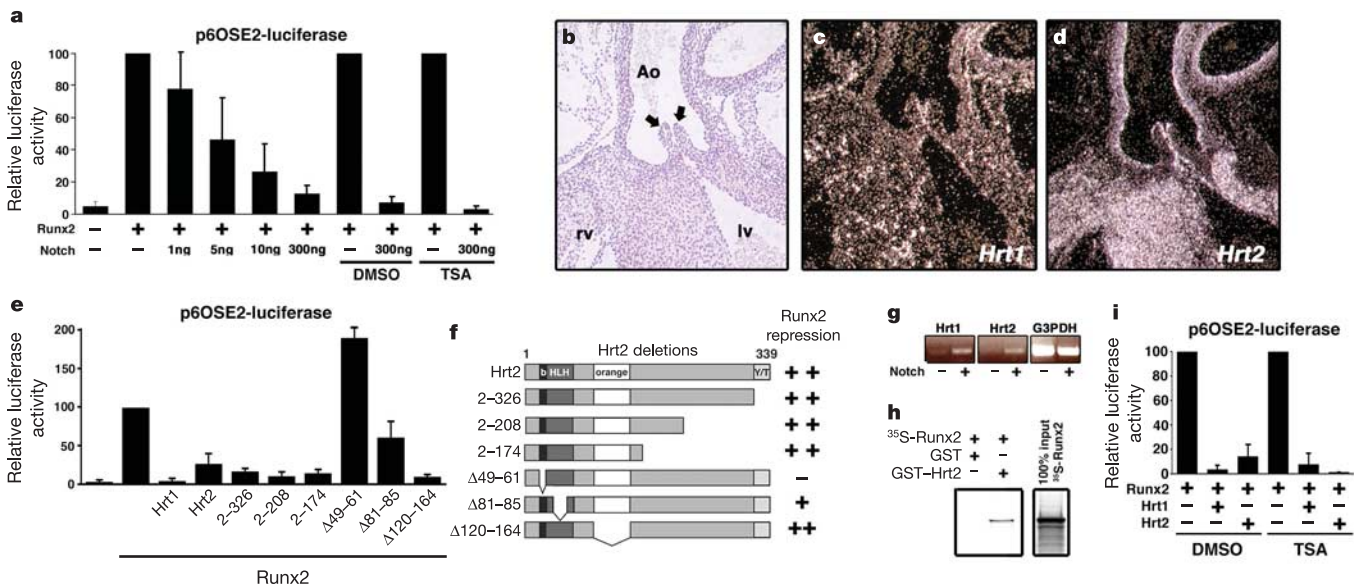 a
p6OSE2-luciferase
Relative luciferase
activity
100
80
60
40
20
0
Runx2 − + + + + + + + + +
Notch − − 1ng 5ng 10ng 300ng − 300ng − 300ng
DMSO TSA
b
Ao
rv
lv
c
Hrt1
d
Hrt2
e
p6OSE2-luciferase
Relative luciferase
activity
200
150
100
50
0
Hrt1
Hrt2
2–326
2–208
2–174
Δ49–61
Δ81–85
Δ120–164
Runx2
f
Runx2
repression
1 Hrt2 deletions 339
Hrt2 b HLH orange Y/T ++
2–326 ++
2–208 ++
2–174 ++
Δ49–61 −
Δ81–85 +
Δ120–164 ++
g
Hrt1 Hrt2 G3PDH
Notch − + − + − +
h
³⁵S-Runx2 + +
GST + −
GST–Hrt2 − +
100% input
³⁵S-Runx2
i
p6OSE2-luciferase
Relative luciferase
activity
100
80
60
40
20
0
Runx2 + + + + + +
Hrt1 − + − − + −
Hrt2 − − + − − +
DMSO TSA